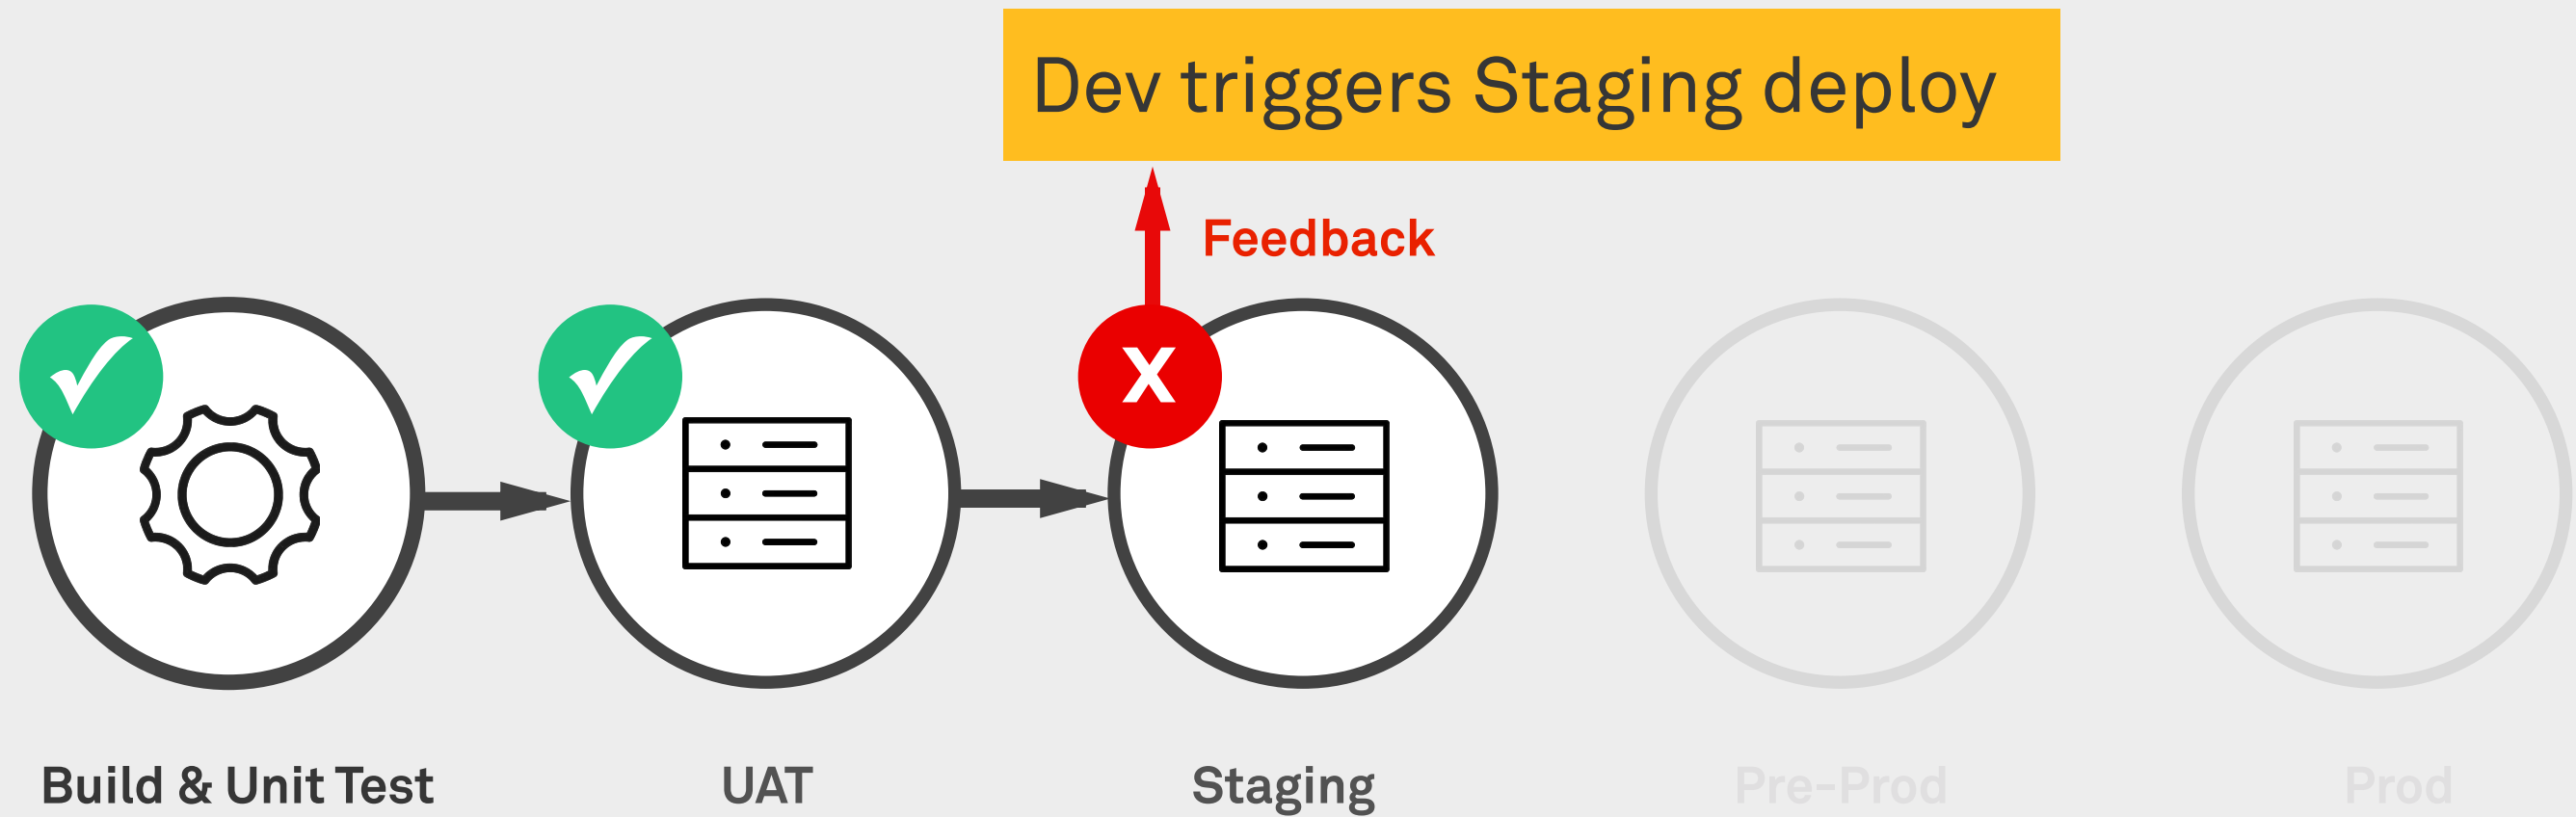 Dev triggers Staging deploy
Feedback
X
Build & Unit Test
UAT
Staging
Pre-Prod
Prod